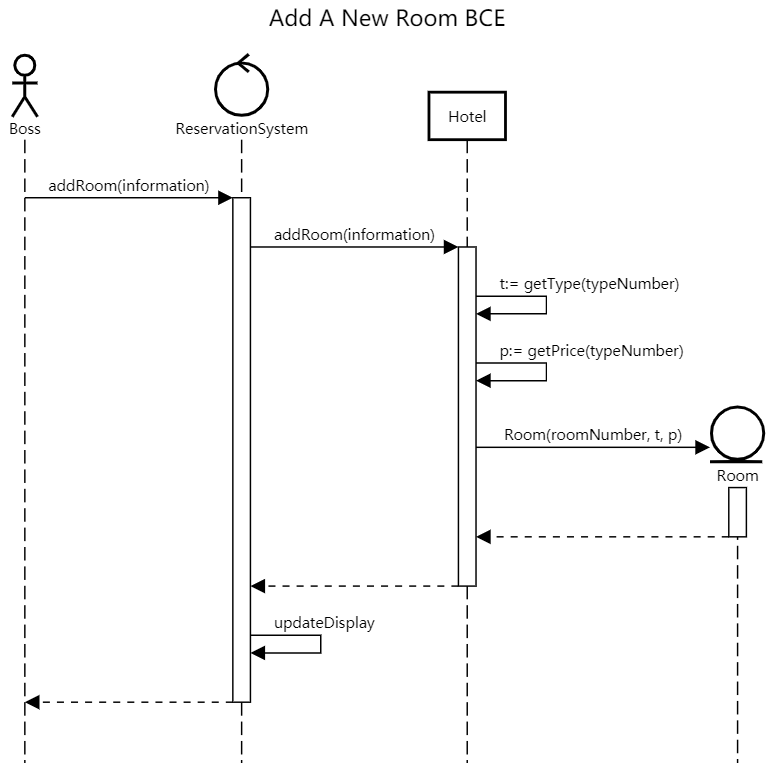 Add A New Room BCE
Boss
ReservationSystem
Hotel
addRoom(information)
addRoom(information)
t:= getType(typeNumber)
p:= getPrice(typeNumber)
Room(roomNumber, t, p)
Room
updateDisplay